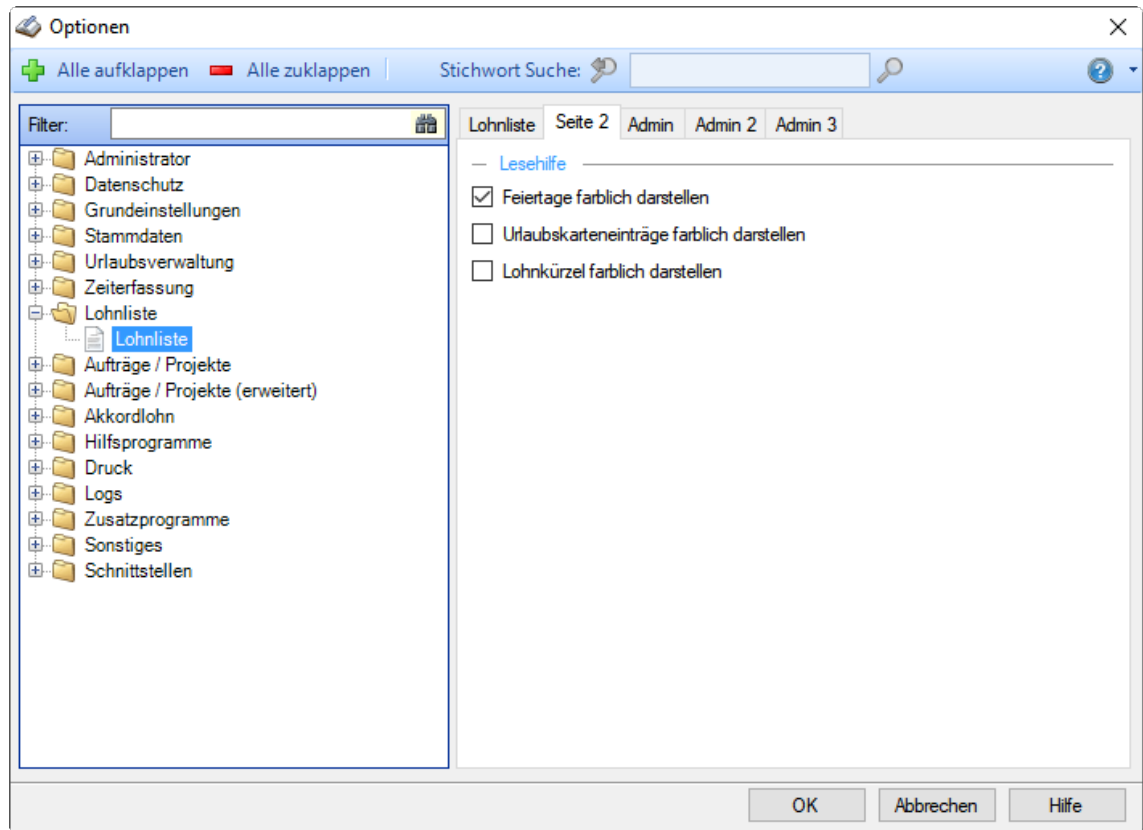 Optionen
Alle aufklappen Alle zuklappen Stichwort Suche:
Filter:
Administrator
Datenschutz
Grundeinstellungen
Stammdaten
Urlaubsverwaltung
Zeiterfassung
Lohnliste
Lohnliste
Aufträge / Projekte
Aufträge / Projekte (erweitert)
Akkordlohn
Hilfsprogramme
Druck
Logs
Zusatzprogramme
Sonstiges
Schnittstellen
Lohnliste Seite 2 Admin Admin 2 Admin 3
Lesehilfe
Feiertage farblich darstellen
Urlaubskarteneinträge farblich darstellen
Lohnkürzel farblich darstellen
OK Abbrechen Hilfe